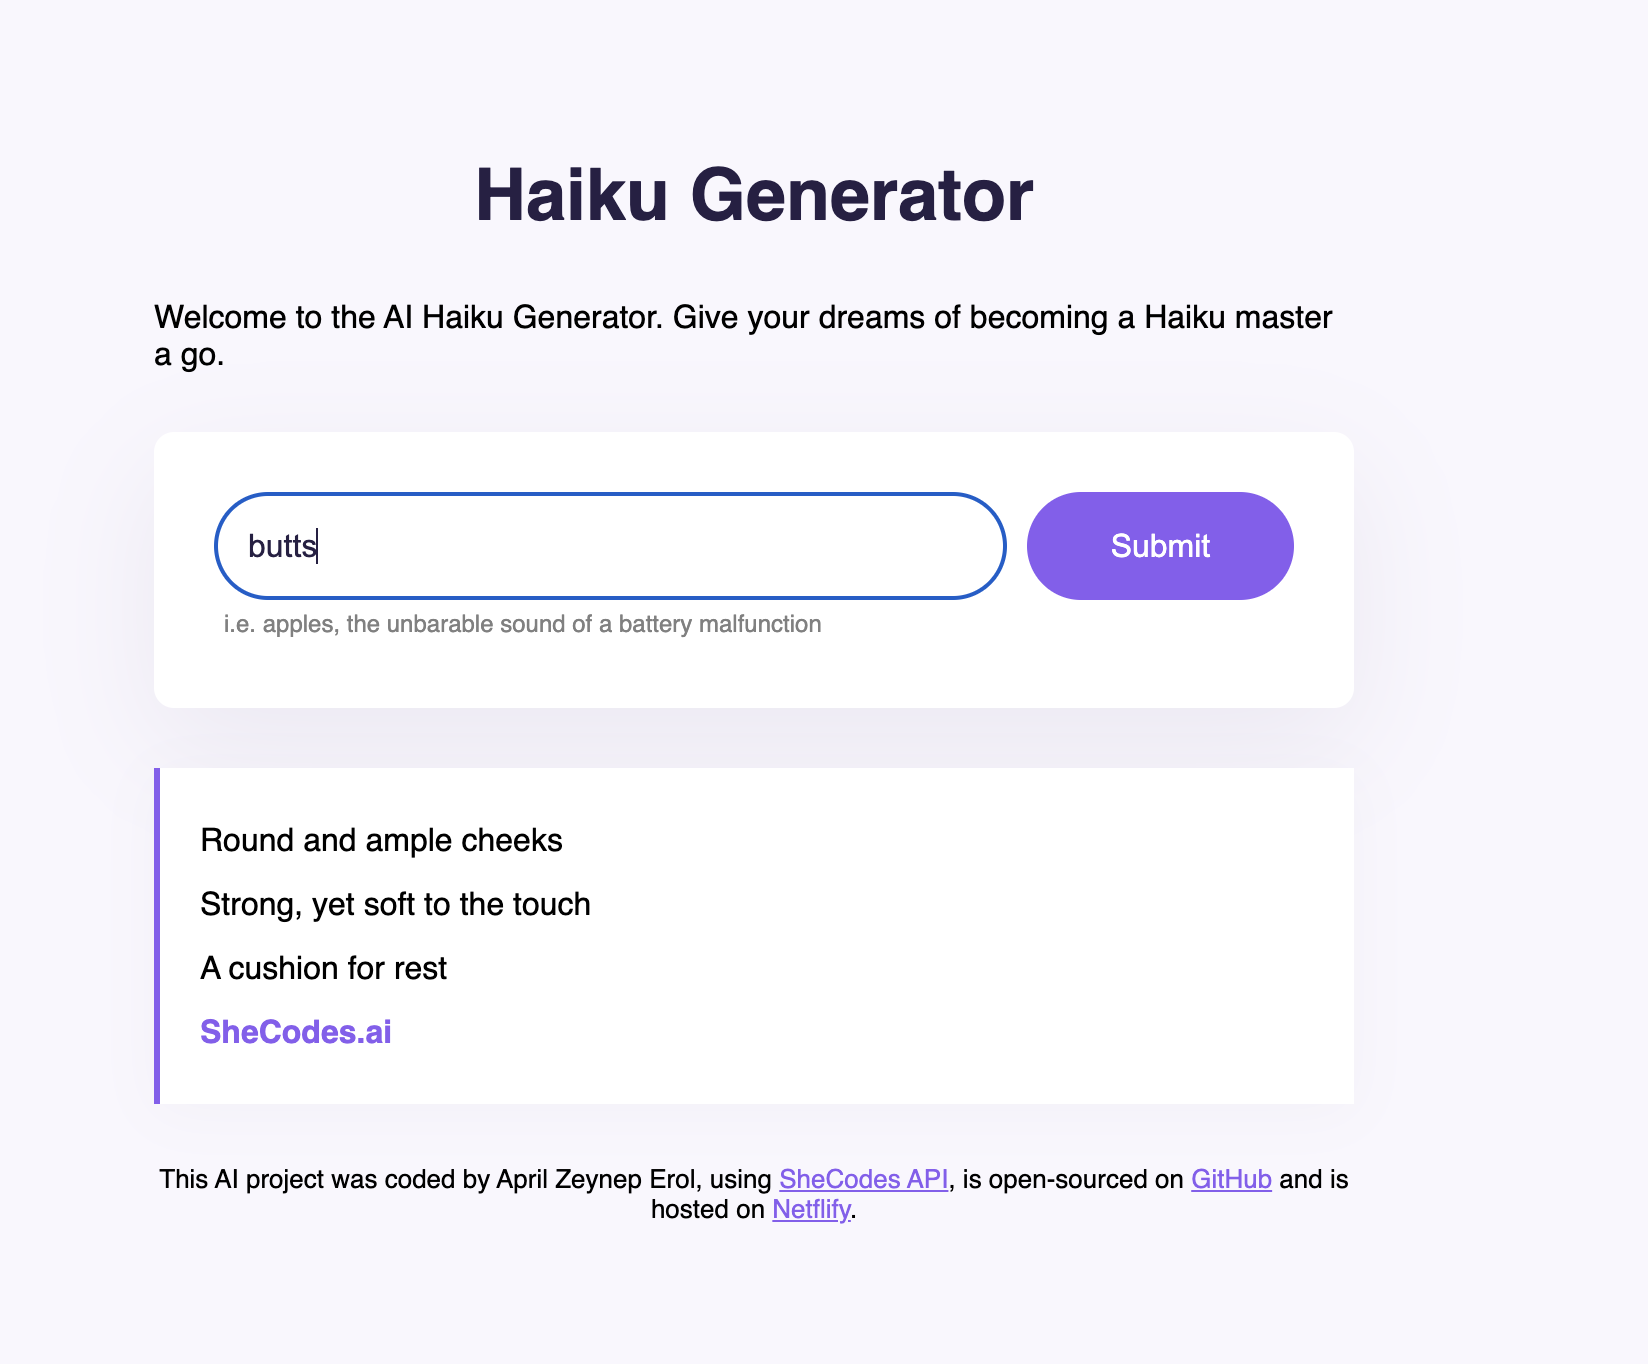 Haiku Generator
Welcome to the AI Haiku Generator. Give your dreams of becoming a Haiku master
a go.
butts
Submit
i.e. apples, the unbarable sound of a battery malfunction
Round and ample cheeks
Strong, yet soft to the touch
A cushion for rest
SheCodes.ai
This AI project was coded by April Zeynep Erol, using SheCodes API, is open-sourced on GitHub and is
hosted on Netflify.